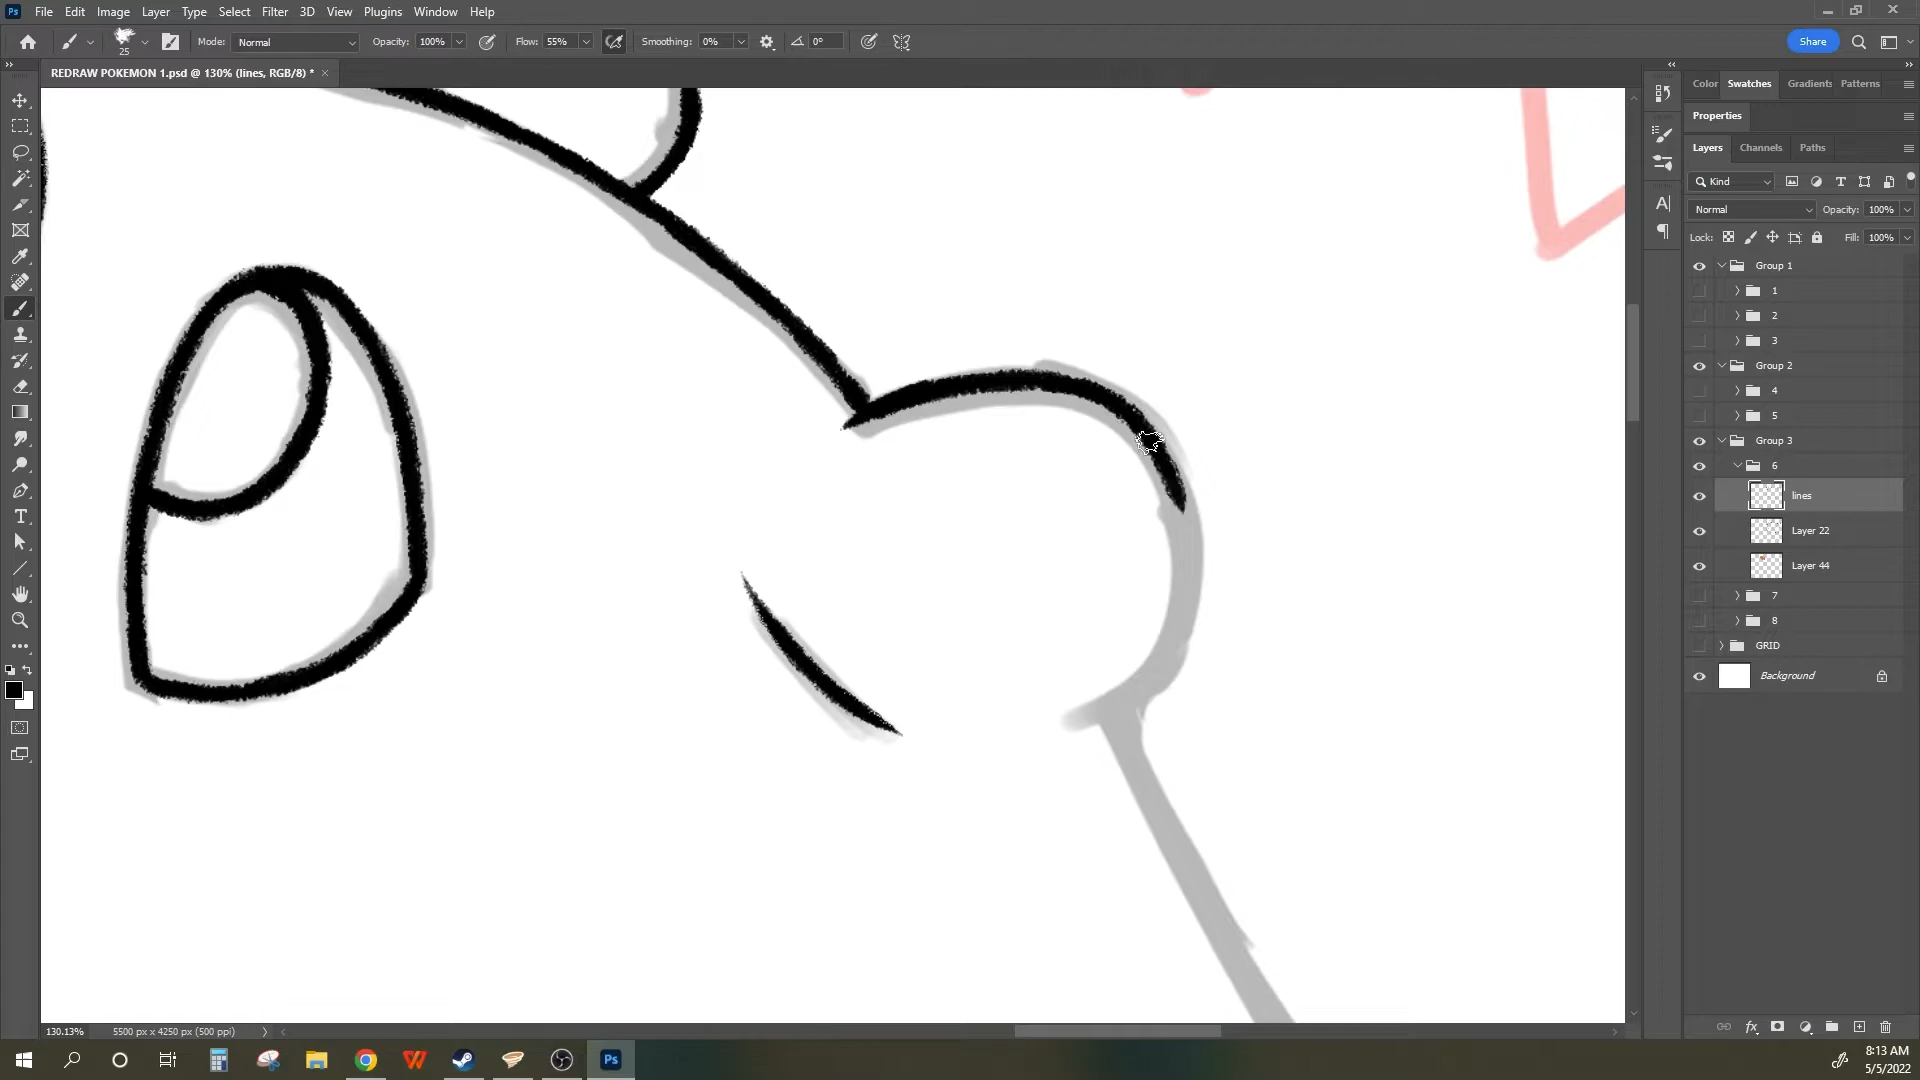 Ps File Edit Image Layer Type Select Filter 3D View Plugins Window Help
25 Mode: Normal Opacity: 100% Flow: 55% Smoothing: 0% 0° Share
REDRAW POKEMON 1.psd @ 130% (lines, RGB/8) * ×
Color Swatches Gradients Patterns
Properties
Layers Channels Paths
Kind
Normal Opacity: 100%
Lock: Fill: 100%
Group 1
1
2
3
Group 2
4
5
Group 3
6
lines
Layer 22
Layer 44
7
8
GRID
Background
130.13% 5500 px x 4250 px (500 ppi)
Ps
8:13 AM
5/5/2022